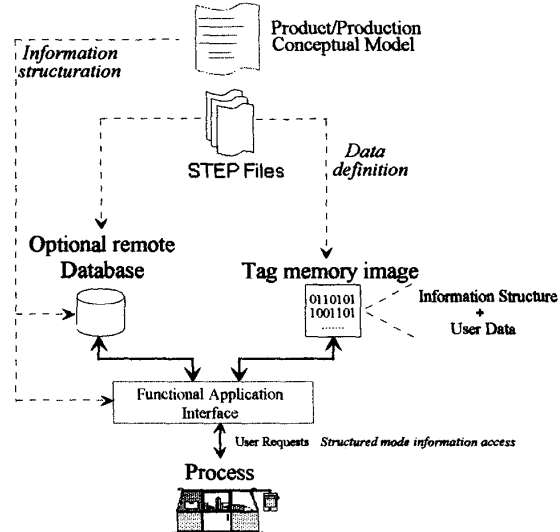 Product/Production
Conceptual Model
Information
structuration
STEP Files
Data
definition
Optional remote
Database
Tag memory image
0110101
1001101
.......
Information Structure
+
User Data
Functional Application
Interface
User Requests Structured mode information access
Process